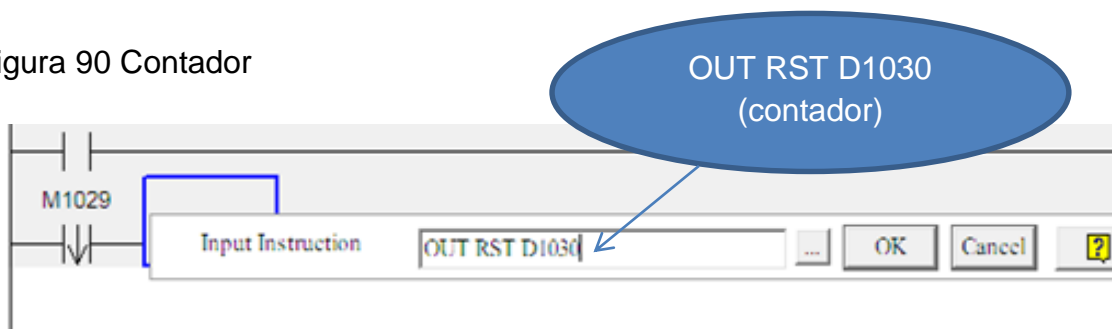 igura 90 Contador
OUT RST D1030
(contador)
M1029
Input Instruction OUT RST D1030 ... OK Cancel ?